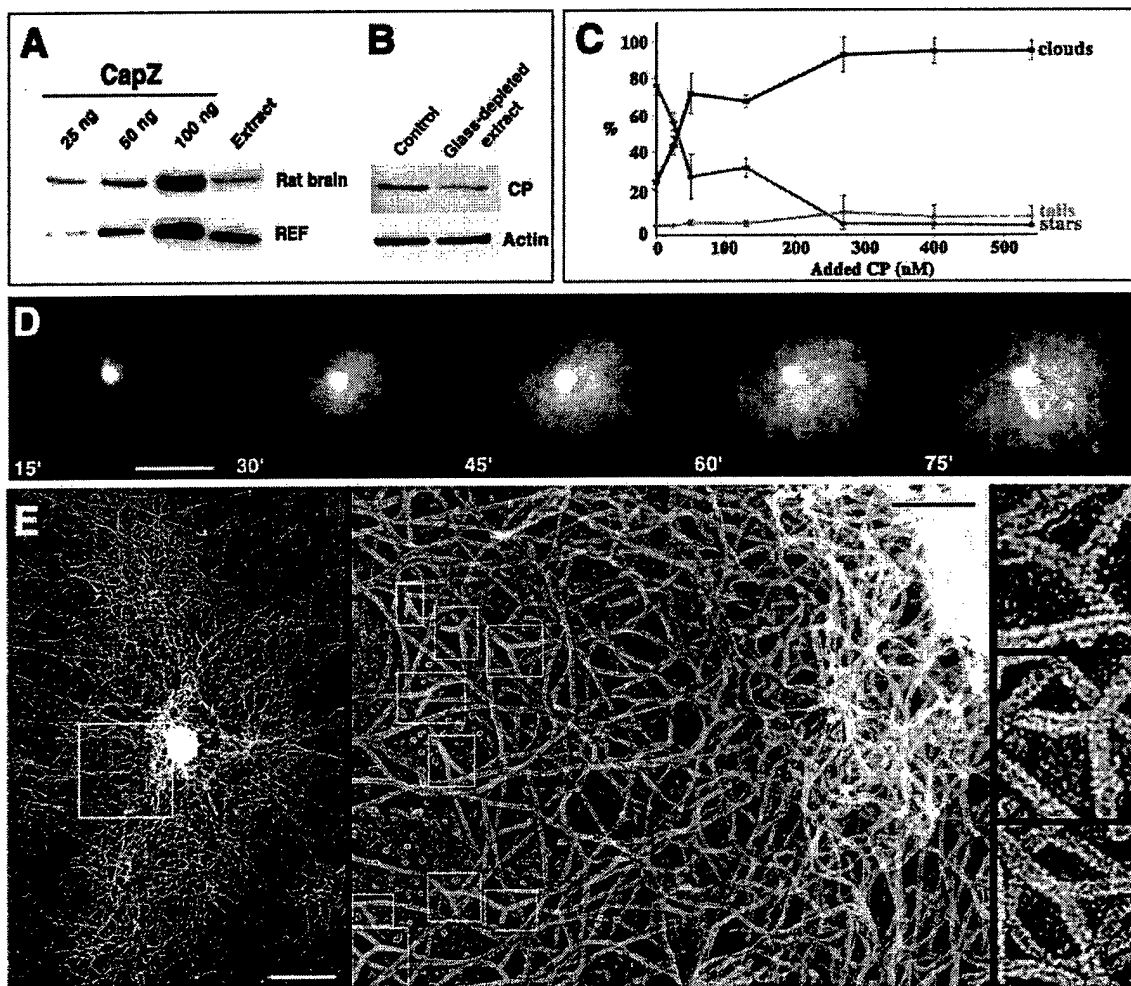 A
CapZ
25 ng
50 ng
100 ng
Extract
Rat brain
REF
B
Control
Glass-depleted
extract
CP
Actin
C
100
80
60
%
40
20
0
clouds
tails
stars
0 100 200 300 400 500
Added CP (nM)
D
15' 30' 45' 60' 75'
E